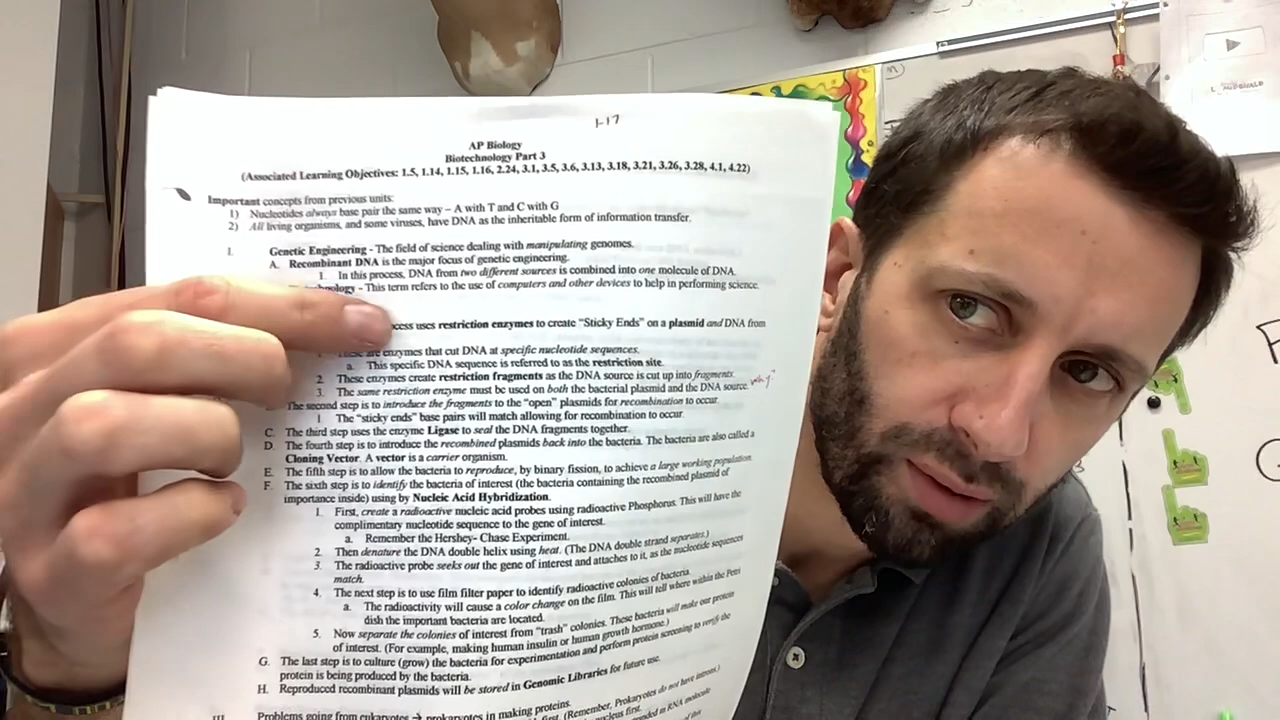 1-17
AP Biology
Biotechnology Part 3
(Associated Learning Objectives: 1.5, 1.14, 1.15, 1.16, 2.24, 3.1, 3.5, 3.6, 3.13, 3.18, 3.21, 3.26, 3.28, 4.1, 4.22)
Important concepts from previous units:
1) Nucleotides always base pair the same way – A with T and C with G
2) All living organisms, and some viruses, have DNA as the inheritable form of information transfer.
I. Genetic Engineering - The field of science dealing with manipulating genomes.
A. Recombinant DNA is the major focus of genetic engineering.
1. In this process, DNA from two different sources is combined into one molecule of DNA.
- This term refers to the use of computers and other devices to help in performing science.
uses restriction enzymes to create “Sticky Ends” on a plasmid and DNA from
These are enzymes that cut DNA at specific nucleotide sequences.
a. This specific DNA sequence is referred to as the restriction site.
2. These enzymes create restriction fragments as the DNA source is cut up into fragments.
3. The same restriction enzyme must be used on both the bacterial plasmid and the DNA source. why?
The second step is to introduce the fragments to the “open” plasmids for recombination to occur.
1. The “sticky ends” base pairs will match allowing for recombination to occur.
C. The third step uses the enzyme Ligase to seal the DNA fragments together.
D. The fourth step is to introduce the recombined plasmids back into the bacteria. The bacteria are also called a
Cloning Vector. A vector is a carrier organism.
E. The fifth step is to allow the bacteria to reproduce, by binary fission, to achieve a large working population.
F. The sixth step is to identify the bacteria of interest (the bacteria containing the recombined plasmid of
importance inside) using by Nucleic Acid Hybridization.
1. First, create a radioactive nucleic acid probes using radioactive Phosphorus. This will have the
complimentary nucleotide sequence to the gene of interest.
a. Remember the Hershey- Chase Experiment.
2. Then denature the DNA double helix using heat. (The DNA double strand separates.)
3. The radioactive probe seeks out the gene of interest and attaches to it, as the nucleotide sequences
match.
4. The next step is to use film filter paper to identify radioactive colonies of bacteria.
a. The radioactivity will cause a color change on the film. This will tell where within the Petri
dish the important bacteria are located.
5. Now separate the colonies of interest from “trash” colonies. These bacteria will make our protein
of interest. (For example, making human insulin or human growth hormone.)
G. The last step is to culture (grow) the bacteria for experimentation and perform protein screening to verify the
protein is being produced by the bacteria.
H. Reproduced recombinant plasmids will be stored in Genomic Libraries for future use.
III. Problems going from eukaryotes → prokaryotes in making proteins.
first. (Remember, Prokaryotes do not have introns.)
nucleus first.
in RNA molecule